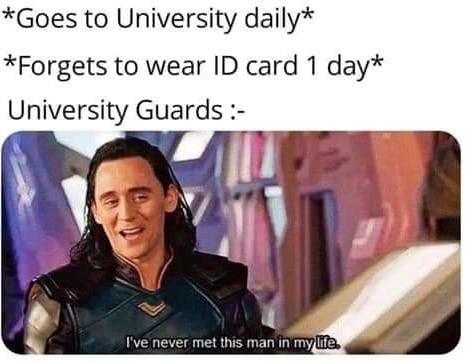 *Goes to University daily*
*Forgets to wear ID card 1 day*
University Guards :-
I've never met this man in my life.